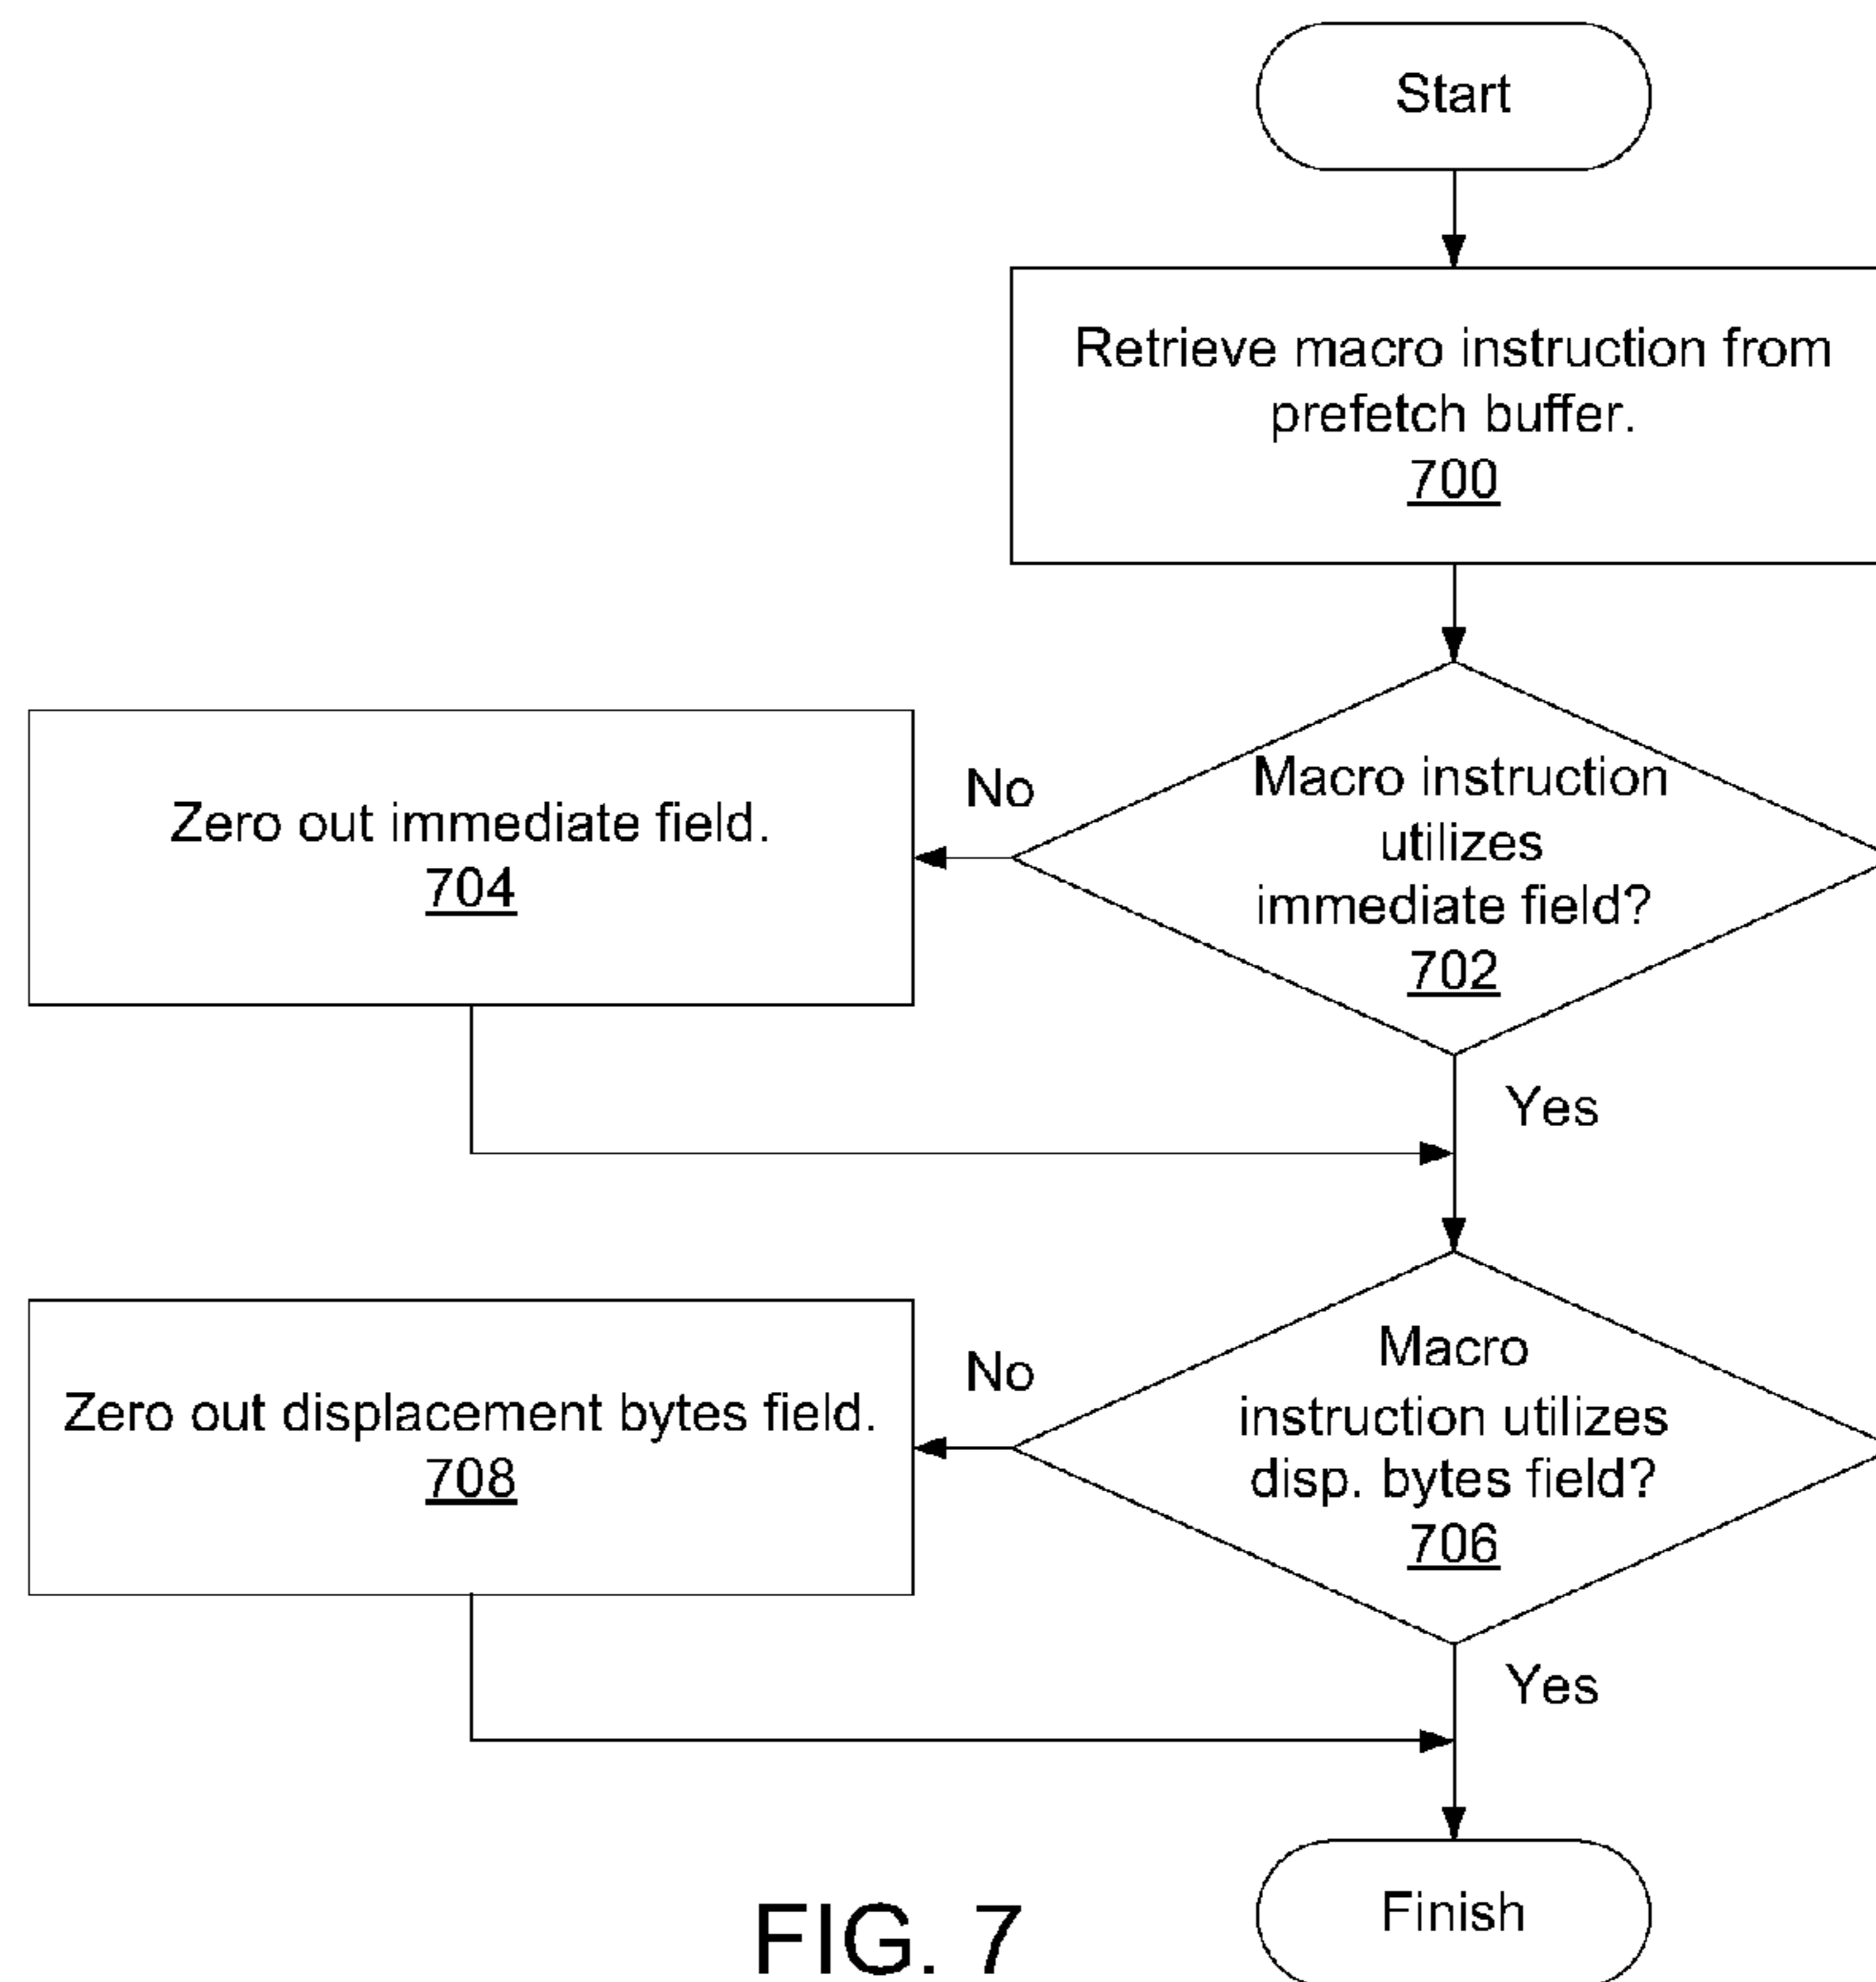 Start
Retrieve macro instruction from
prefetch buffer.
700
Macro instruction
utilizes
immediate field?
702
No
Zero out immediate field.
704
Yes
Macro
instruction utilizes
disp. bytes field?
706
No
Zero out displacement bytes field.
708
Yes
Finish
FIG. 7